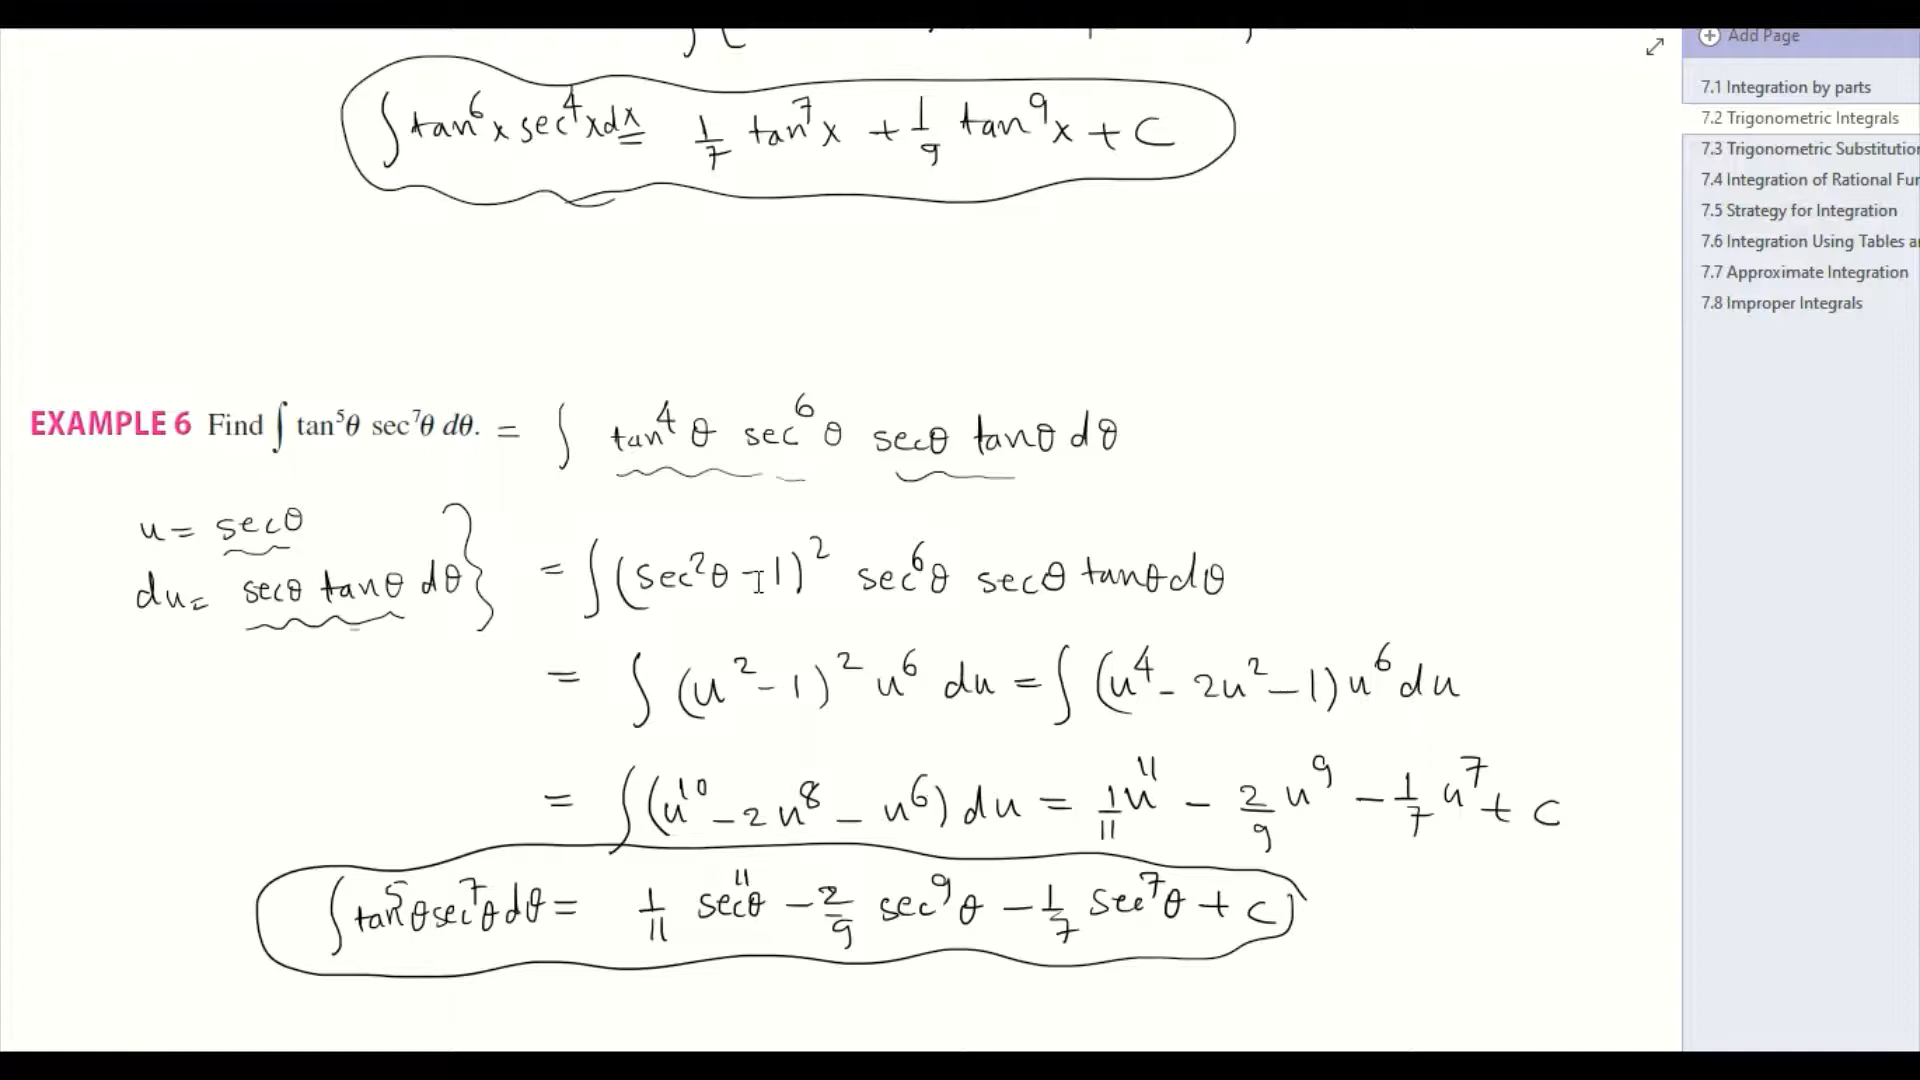 Add Page
7.1 Integration by parts
7.2 Trigonometric Integrals
7.3 Trigonometric Substitutio
7.4 Integration of Rational Fur
7.5 Strategy for Integration
7.6 Integration Using Tables a
7.7 Approximate Integration
7.8 Improper Integrals
∫ tan⁶x sec⁴x dx 1/7 tan⁷x + 1/9 tan⁹x + C
EXAMPLE 6 Find ∫ tan⁵θ sec⁷θ dθ. = ∫ tan⁴θ sec⁶θ secθ tanθ dθ
u = secθ
du = secθ tanθ dθ
= ∫ (sec²θ - 1)² sec⁶θ secθ tanθ dθ
= ∫ (u² - 1)² u⁶ du = ∫ (u⁴ - 2u² - 1) u⁶ du
= ∫ (u¹⁰ - 2u⁸ - u⁶) du = 1/11 u¹¹ - 2/9 u⁹ - 1/7 u⁷ + C
∫ tan⁵θ sec⁷θ dθ = 1/11 sec¹¹θ - 2/9 sec⁹θ - 1/7 sec⁷θ + C